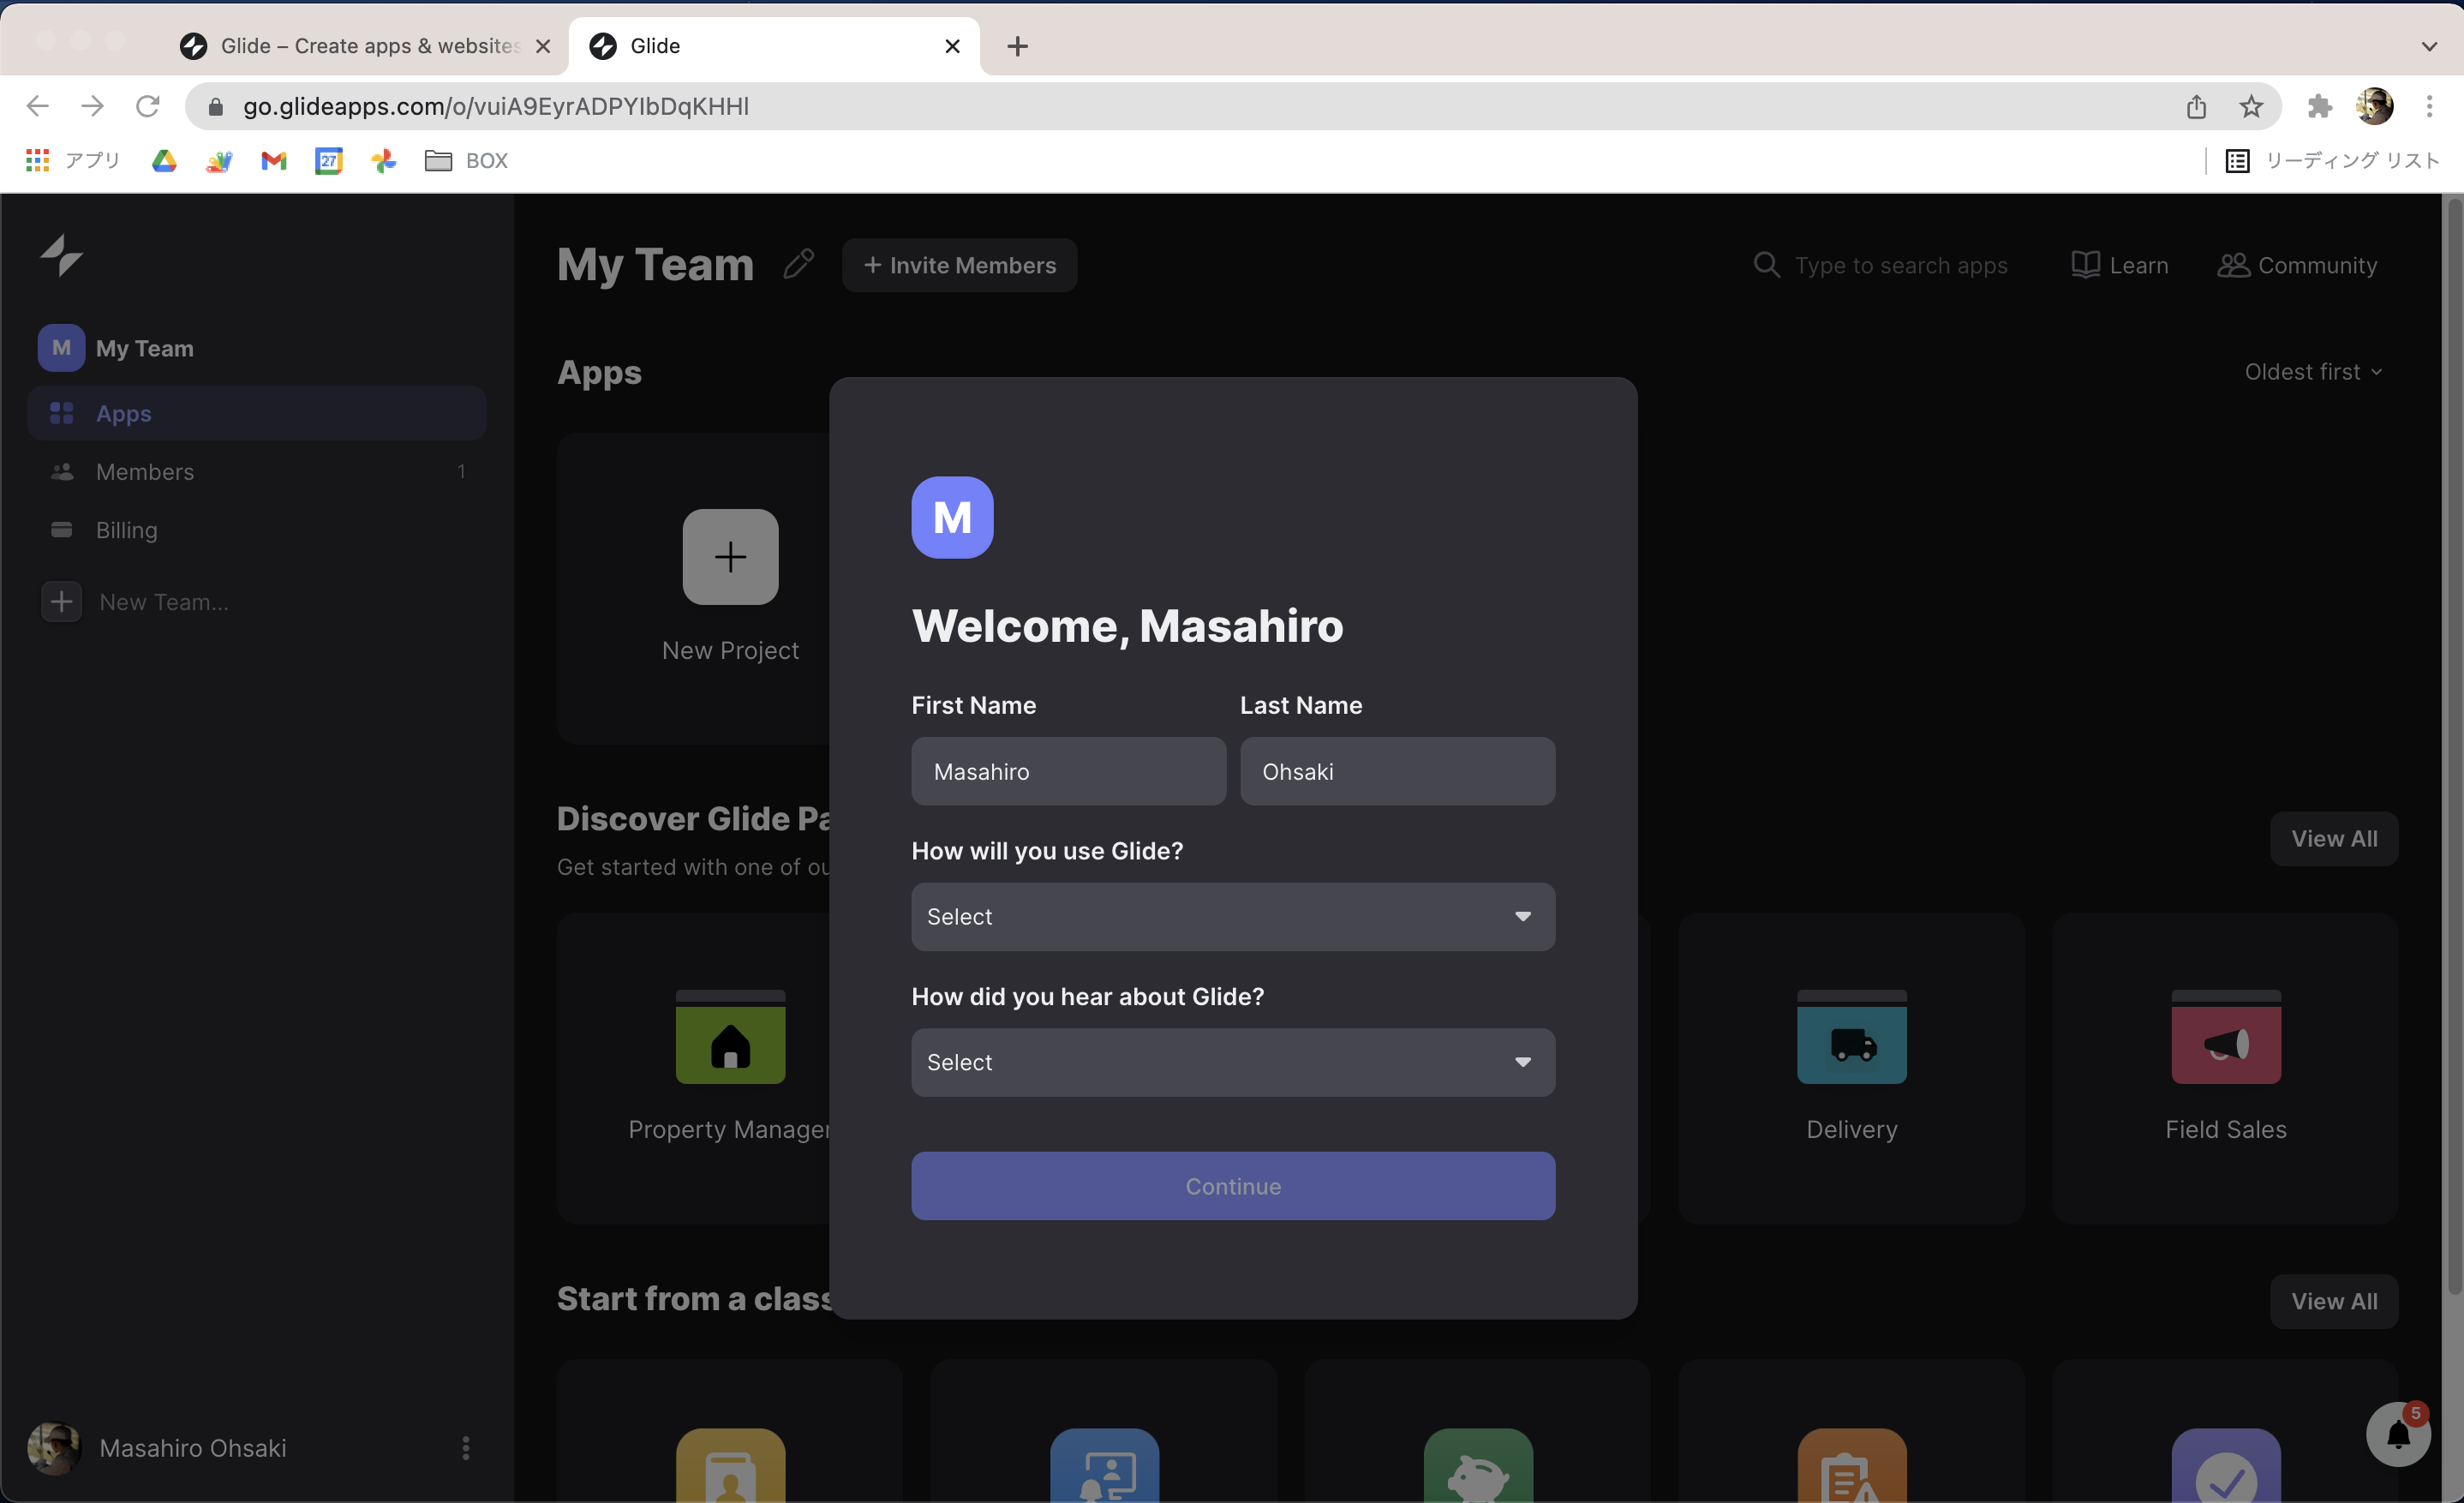 Glide – Create apps & websites
Glide
go.glideapps.com/o/vuiA9EyrADPYIbDqKHHl
アプリ
27
BOX
リーディング リスト
My Team
+ Invite Members
Type to search apps
Learn
Community
M My Team
Apps
Members 1
Billing
New Team...
Apps
Oldest first
New Project
M
Welcome, Masahiro
First Name
Last Name
Masahiro
Ohsaki
How will you use Glide?
Select
How did you hear about Glide?
Select
Continue
Discover Glide Pa
Get started with one of ou
View All
Property Manager
Delivery
Field Sales
Start from a class
View All
Masahiro Ohsaki
5